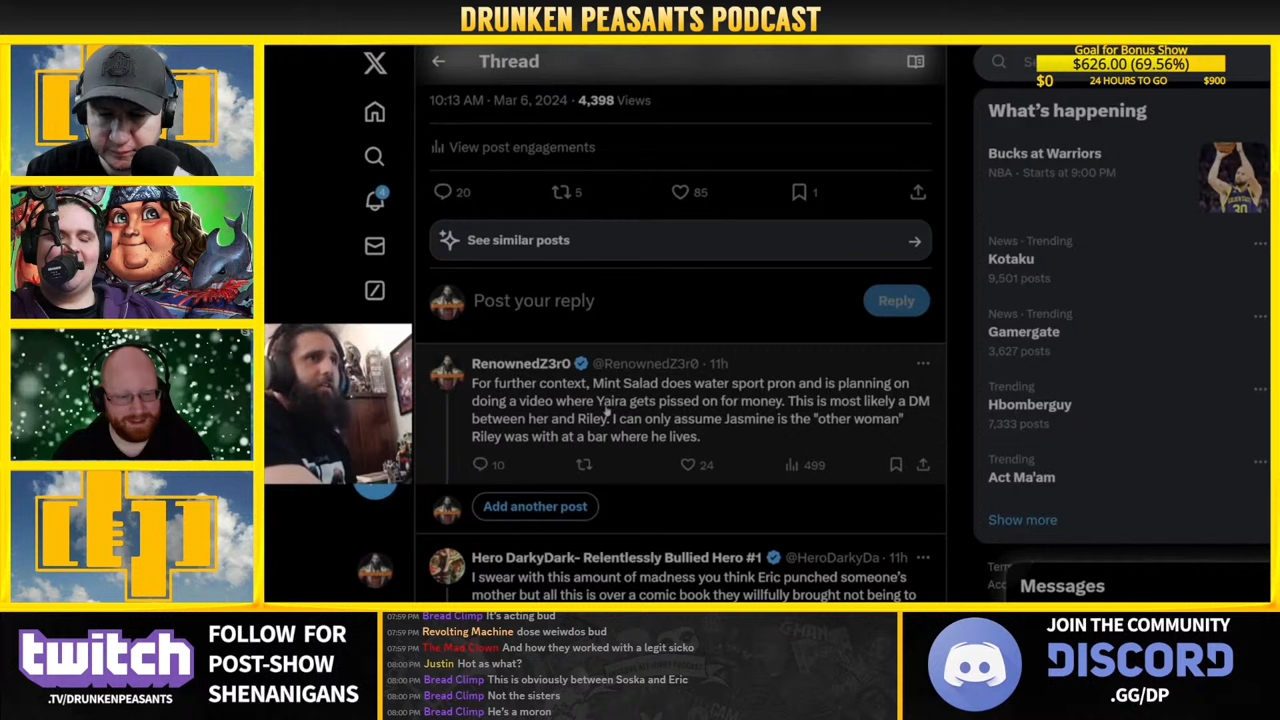 DRUNKEN PEASANTS PODCAST
Goal for Bonus Show
$626.00 (69.56%)
$0
24 HOURS TO GO
$900
Thread
10:13 AM · Mar 6, 2024 · 4,398 Views
View post engagements
20
5
85
1
See similar posts
Post your reply
Reply
RenownedZ3r0 @RenownedZ3r0 · 11h
For further context, Mint Salad does water sport pron and is planning on
doing a video where Yaira gets pissed on for money. This is most likely a DM
between her and Riley. I can only assume Jasmine is the "other woman"
Riley was with at a bar where he lives.
10
24
499
Add another post
Hero DarkyDark- Relentlessly Bullied Hero #1 @HeroDarkyDa · 11h
I swear with this amount of madness you think Eric punched someone's
mother but all this is over a comic book they willfully brought not being to
4
What's happening
Bucks at Warriors
NBA · Starts at 9:00 PM
30
News · Trending
Kotaku
9,501 posts
News · Trending
Gamergate
3,627 posts
Trending
Hbomberguy
7,333 posts
Trending
Act Ma'am
Show more
Messages
twitch
.TV/DRUNKENPEASANTS
FOLLOW FOR
POST-SHOW
SHENANIGANS
07:59 PM Bread Climp It's acting bud
07:59 PM Revolting Machine dose weiwdos bud
07:59 PM The Mad Clown And how they worked with a legit sicko
08:00 PM Justin Hot as what?
08:00 PM Bread Climp This is obviously between Soska and Eric
08:00 PM Bread Climp Not the sisters
08:00 PM Bread Climp He's a moron
JOIN THE COMMUNITY
DISCORD
.GG/DP